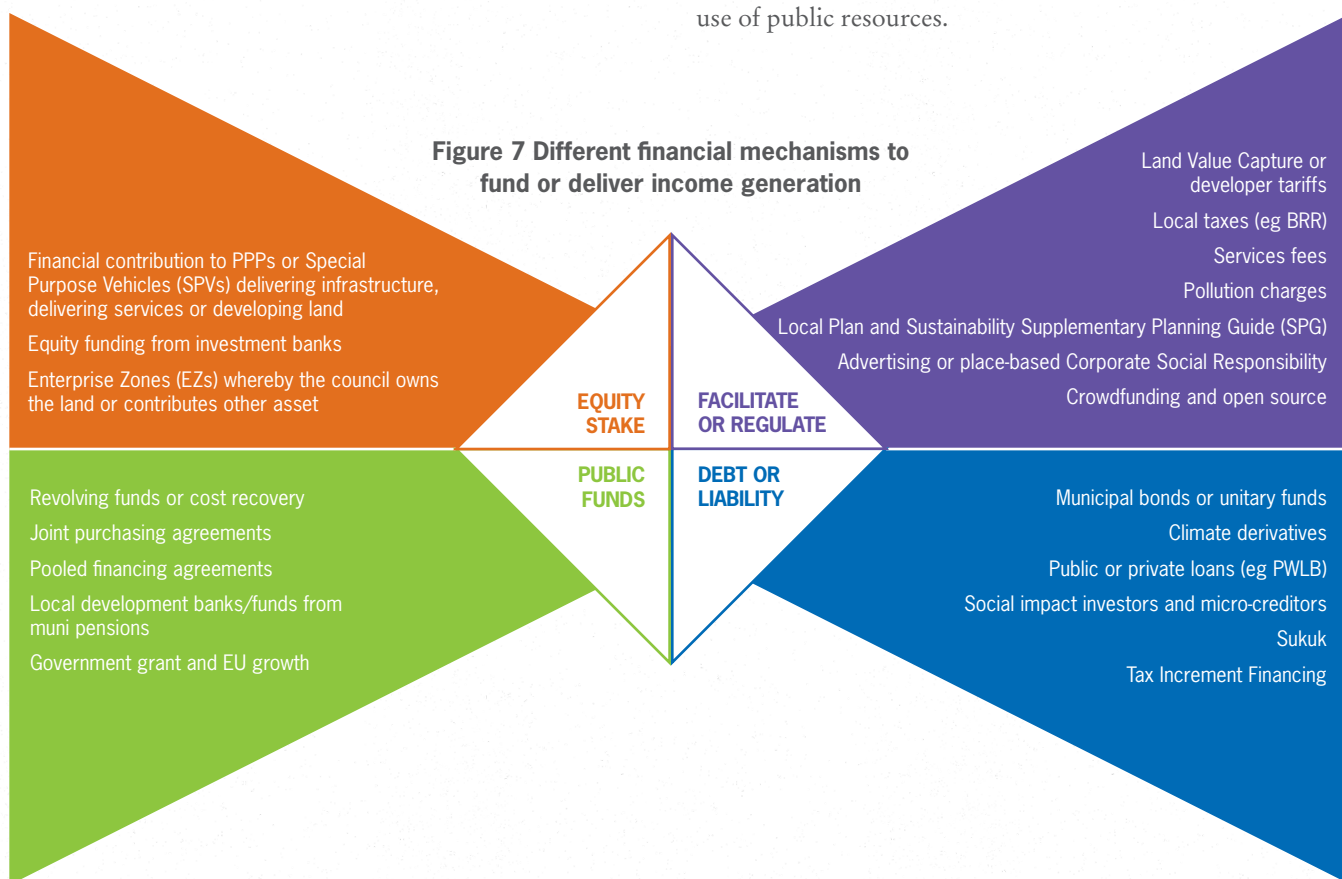 use of public resources.
Figure 7 Different financial mechanisms to
fund or deliver income generation
Financial contribution to PPPs or Special
Purpose Vehicles (SPVs) delivering infrastructure,
delivering services or developing land
Equity funding from investment banks
Enterprise Zones (EZs) whereby the council owns
the land or contributes other asset
EQUITY
STAKE
FACILITATE
OR REGULATE
Land Value Capture or
developer tariffs
Local taxes (eg BRR)
Services fees
Pollution charges
Local Plan and Sustainability Supplementary Planning Guide (SPG)
Advertising or place-based Corporate Social Responsibility
Crowdfunding and open source
Revolving funds or cost recovery
Joint purchasing agreements
Pooled financing agreements
Local development banks/funds from
muni pensions
Government grant and EU growth
PUBLIC
FUNDS
DEBT OR
LIABILITY
Municipal bonds or unitary funds
Climate derivatives
Public or private loans (eg PWLB)
Social impact investors and micro-creditors
Sukuk
Tax Increment Financing